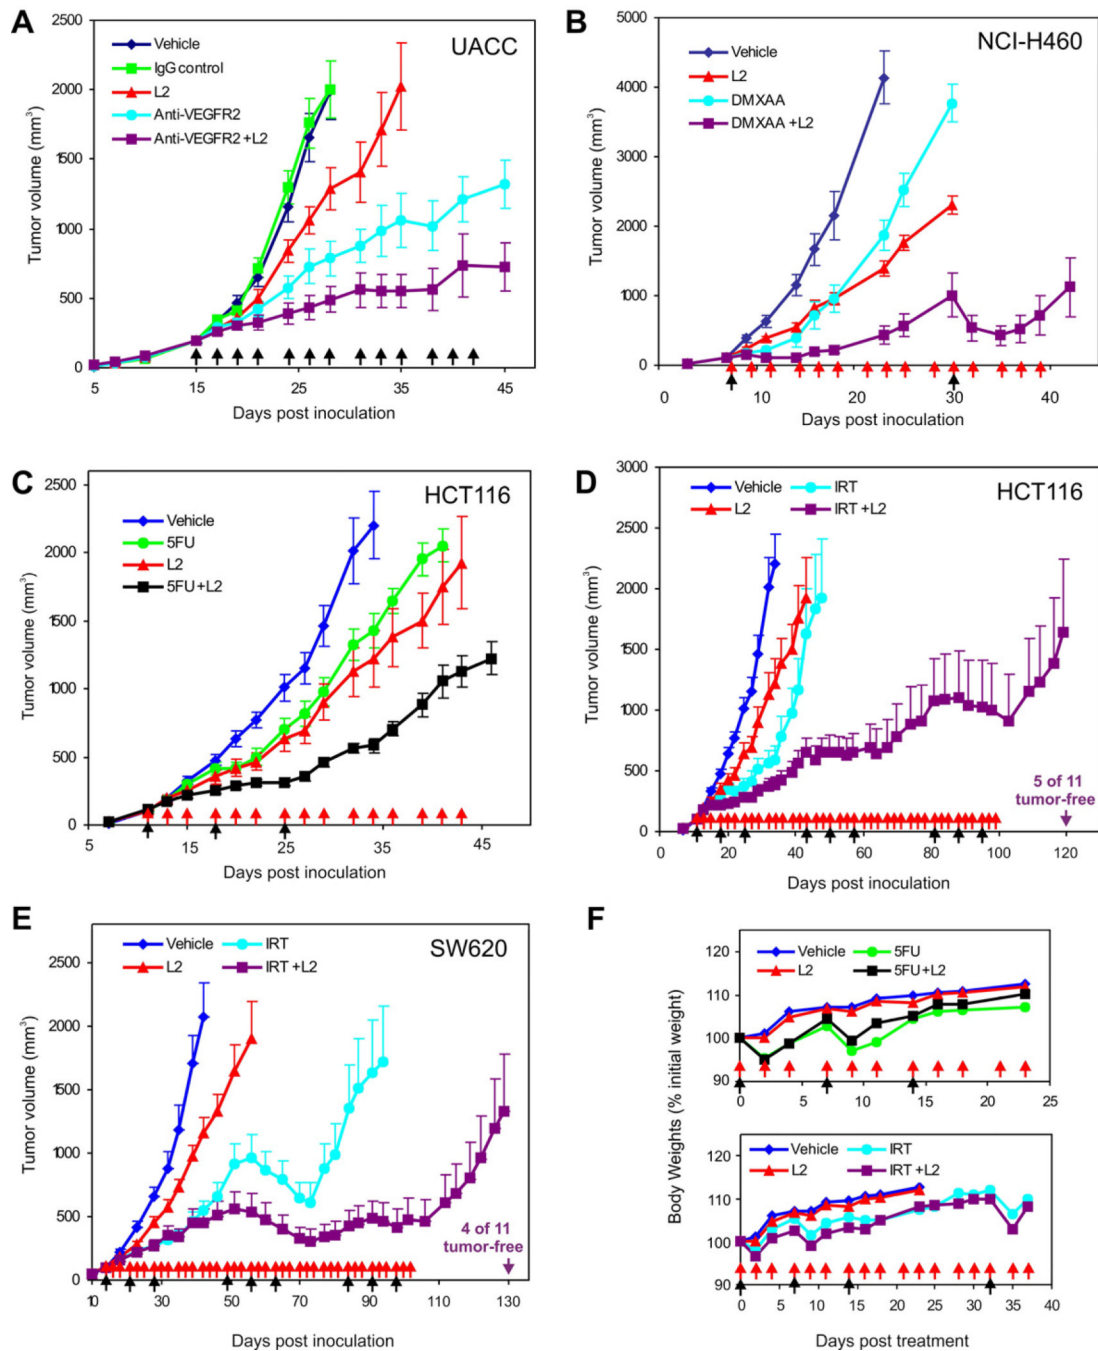 A
UACC
Vehicle
IgG control
L2
Anti-VEGFR2
Anti-VEGFR2 +L2
Tumor volume (mm³)
2500
2000
1500
1000
500
0
5 15 25 35 45
Days post inoculation
B
NCI-H460
Vehicle
L2
DMXAA
DMXAA +L2
Tumor volume (mm³)
5000
4000
3000
2000
1000
0
0 10 20 30 40
Days post inoculation
C
HCT116
Vehicle
5FU
L2
5FU+L2
Tumor volume (mm³)
2500
2000
1500
1000
500
0
5 15 25 35 45
Days post inoculation
D
HCT116
Vehicle IRT
L2 IRT +L2
Tumor volume (mm³)
3000
2500
2000
1500
1000
500
0
5 of 11
tumor-free
0 20 40 60 80 100 120
Days post inoculation
E
SW620
Vehicle IRT
L2 IRT +L2
Tumor volume (mm³)
2500
2000
1500
1000
500
0
4 of 11
tumor-free
10 30 50 70 90 110 130
Days post inoculation
F
Body Weights (% initial weight)
Vehicle 5FU
L2 5FU+L2
120
110
100
90
0 5 10 15 20 25
Vehicle IRT
L2 IRT +L2
120
110
100
90
0 5 10 15 20 25 30 35 40
Days post treatment